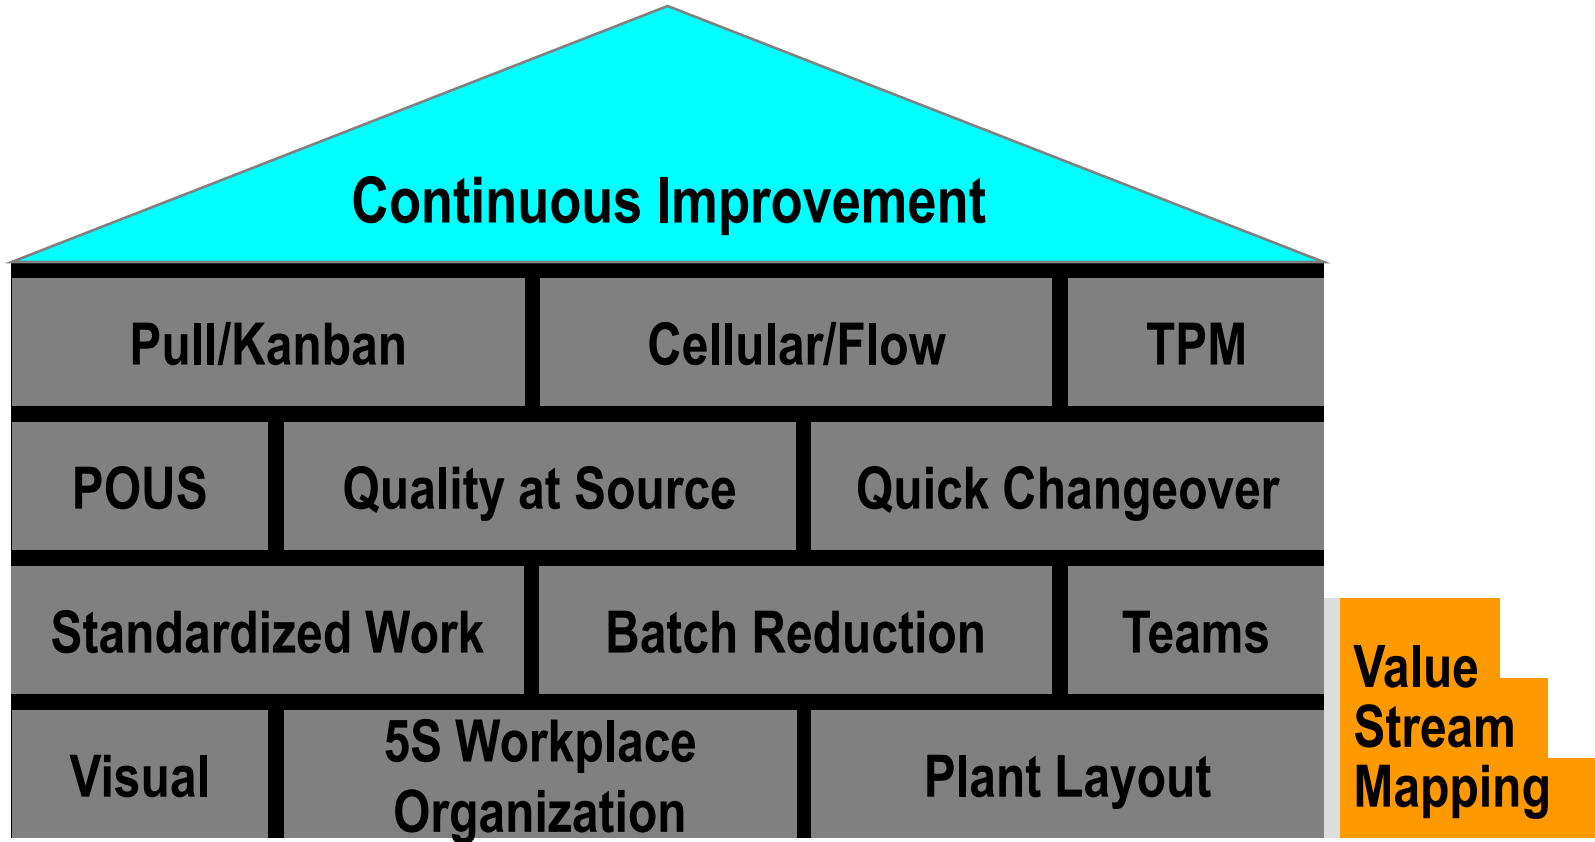 Continuous Improvement
Pull/Kanban
Cellular/Flow
TPM
POUS
Quality at Source
Quick Changeover
Standardized Work
Batch Reduction
Teams
Visual
5S Workplace
Organization
Plant Layout
Value
Stream
Mapping